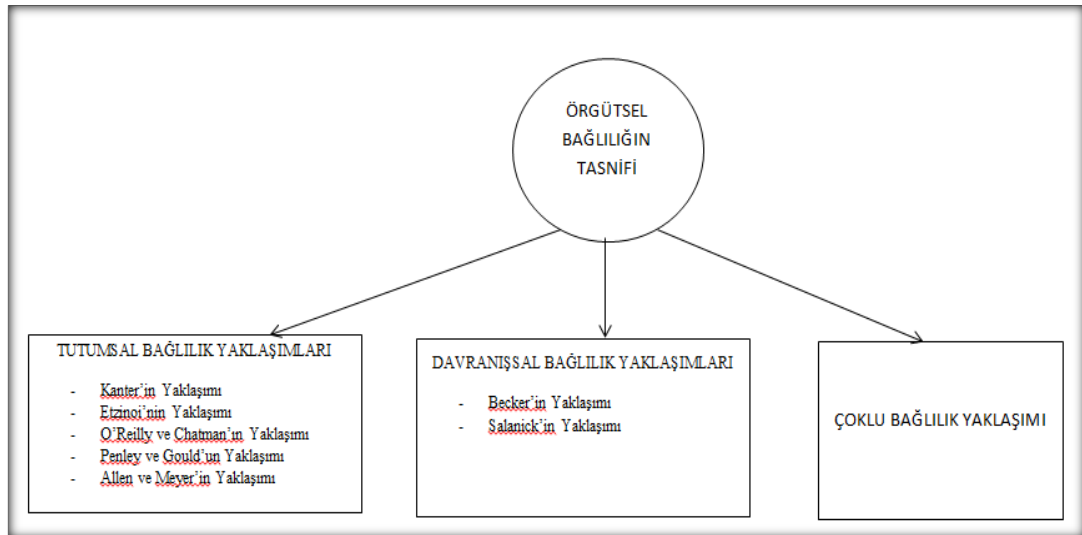 ÖRGÜTSEL
BAĞLILIĞIN
TASNİFİ
TUTUMSAL BAĞLILIK YAKLAŞIMLARI
- Kanter’in Yaklaşımı
- Etzinoi’nin Yaklaşımı
- O’Reilly ve Chatman’ın Yaklaşımı
- Penley ve Gould’un Yaklaşımı
- Allen ve Meyer’in Yaklaşımı
DAVRANIŞSAL BAĞLILIK YAKLAŞIMLARI
- Becker’in Yaklaşımı
- Salanick’in Yaklaşımı
ÇOKLU BAĞLILIK YAKLAŞIMI